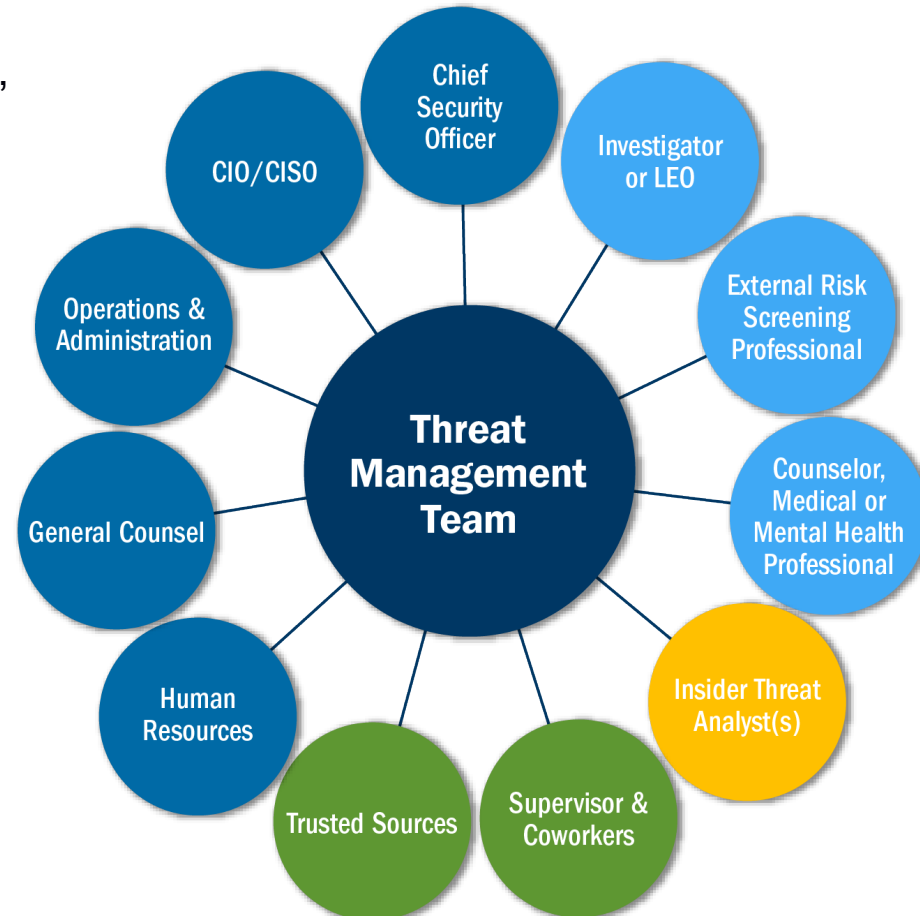 ,
Chief
Security
Officer
Investigator
or LEO
CIO/CISO
External Risk
Screening
Professional
Operations &
Administration
Threat
Management
Team
Counselor,
Medical or
Mental Health
Professional
General Counsel
Insider Threat
Analyst(s)
Human
Resources
Supervisor &
Coworkers
Trusted Sources